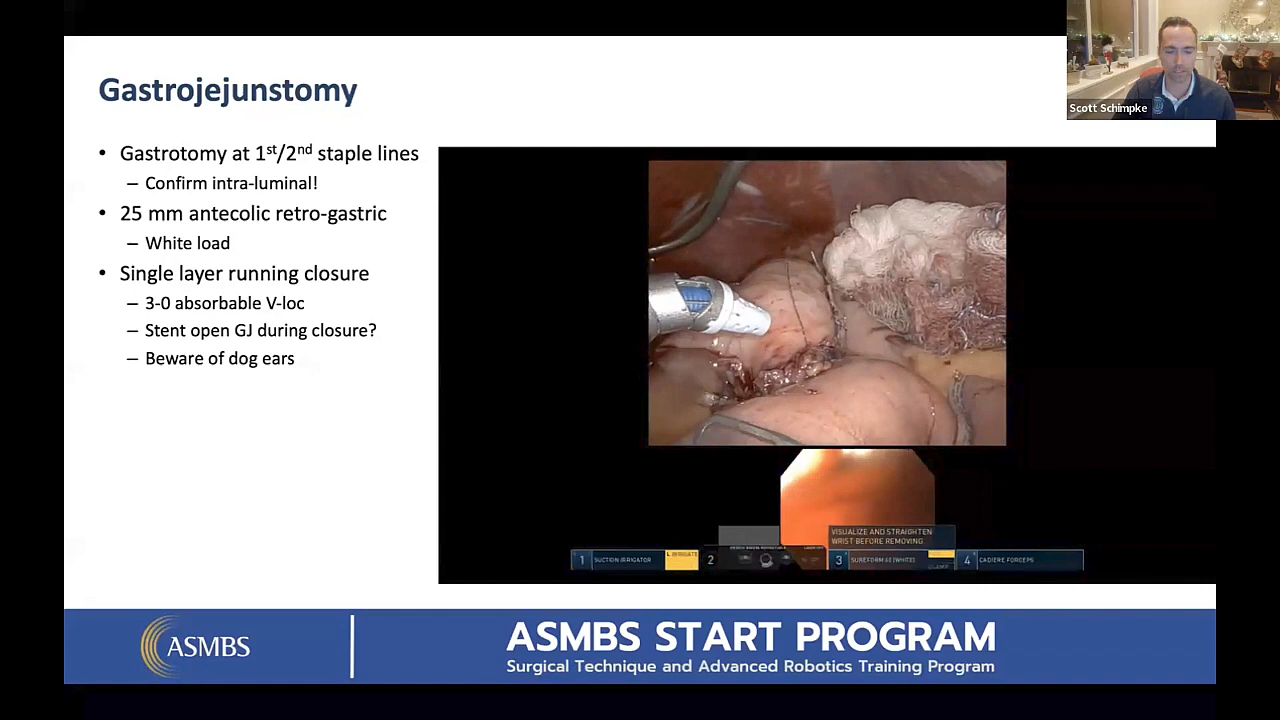 Scott Schimpke
Gastrojejunstomy
• Gastrotomy at 1st/2nd staple lines
– Confirm intra-luminal!
• 25 mm antecolic retro-gastric
– White load
• Single layer running closure
– 3-0 absorbable V-loc
– Stent open GJ during closure?
– Beware of dog ears
VISUALIZE AND STRAIGHTEN
WRIST BEFORE REMOVING
1 SUCTION IRRIGATOR
2
3 SUREFORM 60 [WHITE]
4 CADIERE FORCEPS
ASMBS
ASMBS START PROGRAM
Surgical Technique and Advanced Robotics Training Program